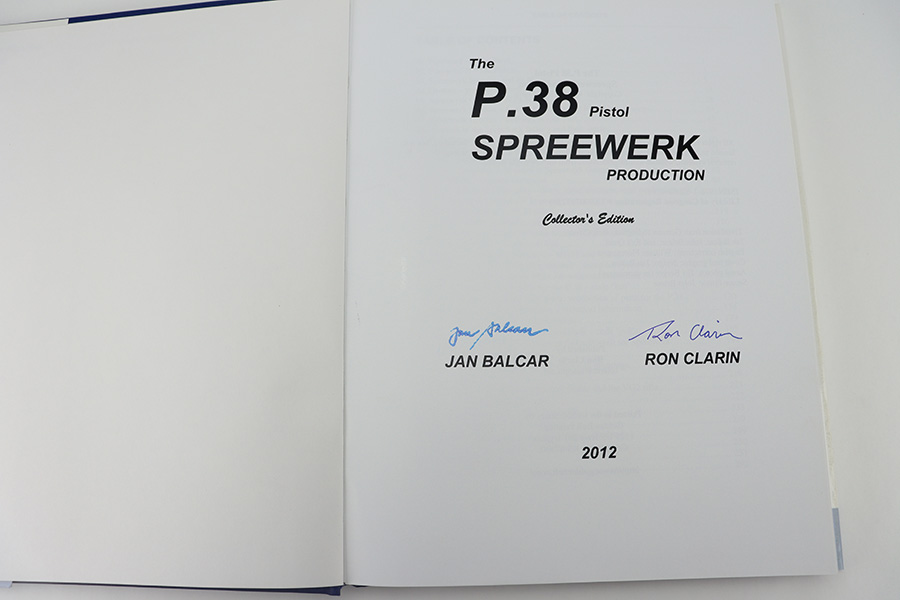 The
P.38 Pistol
SPREEWERK
PRODUCTION
Collector's Edition
Jan Balcar Ron Clarin
JAN BALCAR RON CLARIN
2012